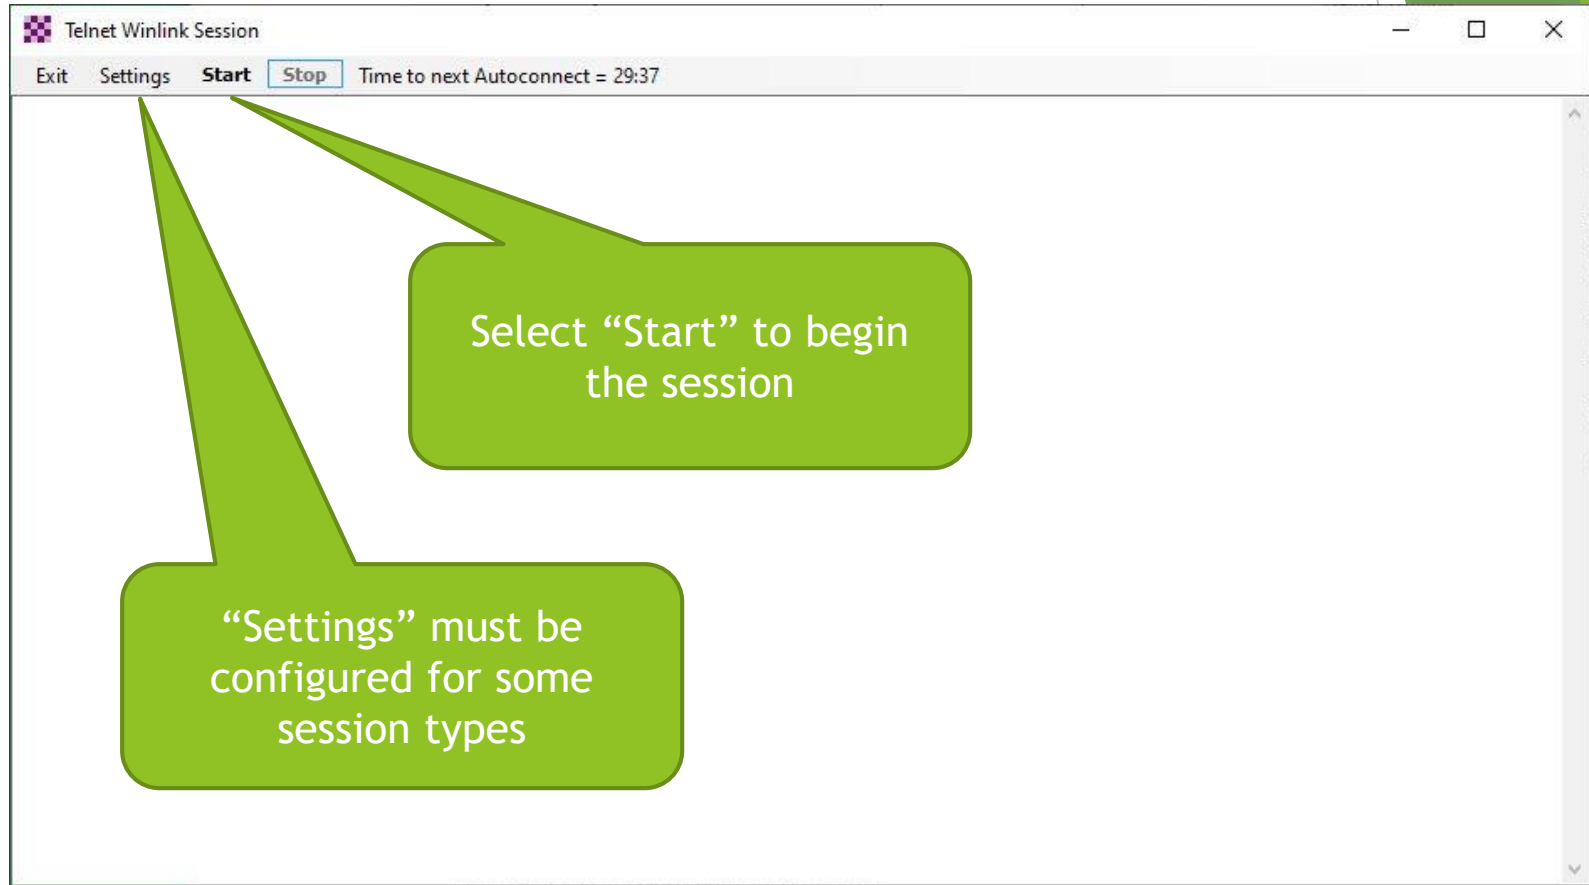 Telnet Winlink Session
Exit Settings Start Stop Time to next Autoconnect = 29:37
Select “Start” to begin
the session
“Settings” must be
configured for some
session types